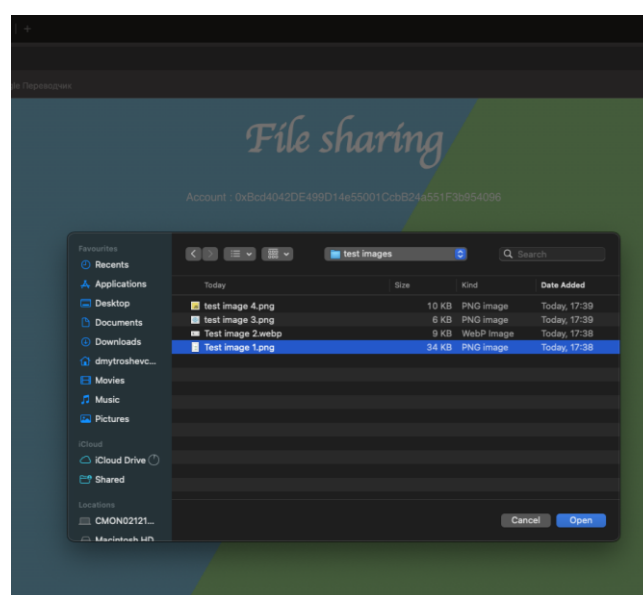 +
Переводчик
File sharing
Account : 0xBcd4042DE499D14e55001CcbB24a551F3b954096
Favourites
Recents
Applications
Desktop
Documents
Downloads
dmytroshevc...
Movies
Music
Pictures
iCloud
iCloud Drive
Shared
Locations
CMON02121...
Macintosh HD
test images
Search
Today Size Kind Date Added
test image 4.png 10 KB PNG image Today, 17:39
test image 3.png 6 KB PNG image Today, 17:39
Test image 2.webp 9 KB WebP Image Today, 17:38
Test image 1.png 34 KB PNG image Today, 17:38
Cancel Open